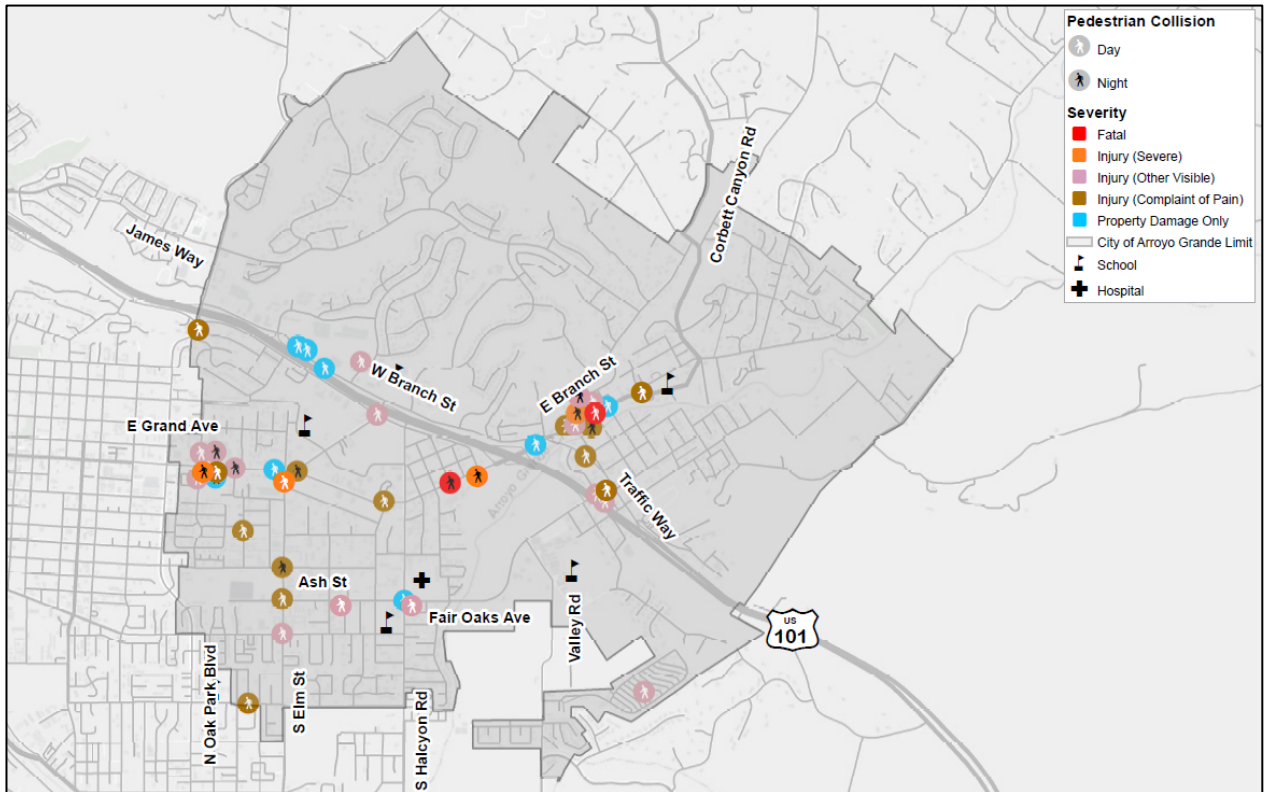 Pedestrian Collision
Day
Night
Severity
Fatal
Injury (Severe)
Injury (Other Visible)
Injury (Complaint of Pain)
Property Damage Only
City of Arroyo Grande Limit
School
Hospital
Corbett Canyon Rd
James Way
W Branch St
E Branch St
E Grand Ave
Arroyo Gran
Traffic Way
Ash St
Fair Oaks Ave
Valley Rd
US
101
N Oak Park Blvd
S Elm St
S Halcyon Rd